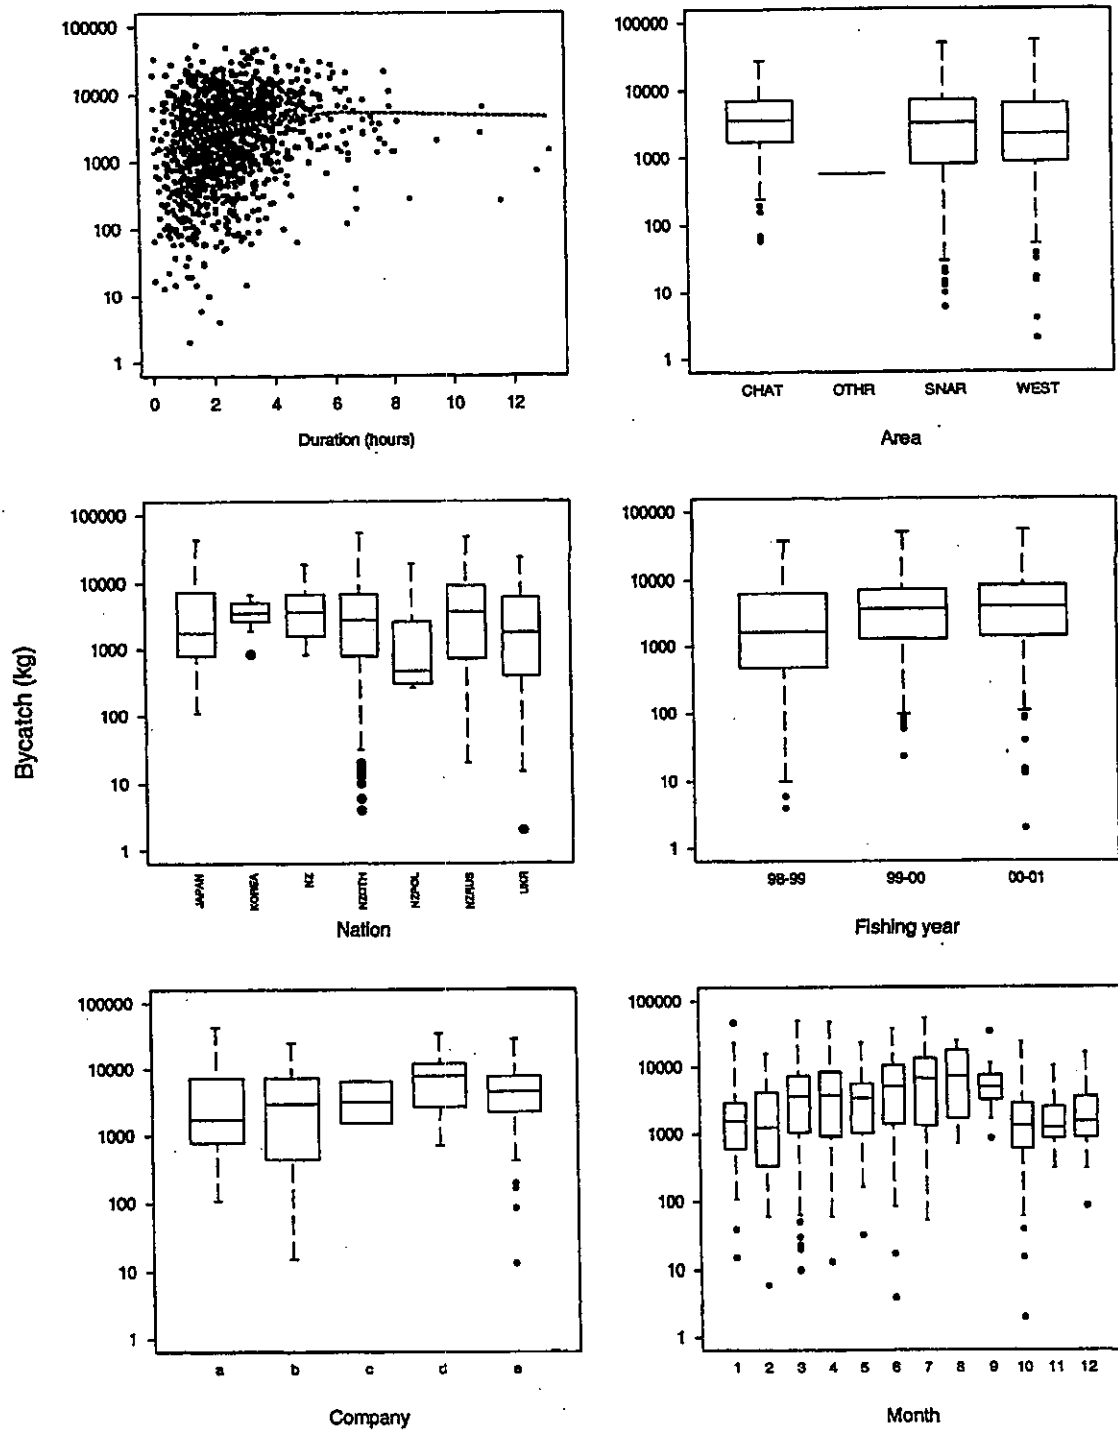 100000
10000
1000
100
10
1
0 2 4 6 8 10 12
Duration (hours)
100000
10000
1000
100
10
1
CHAT OTHR SNAR WEST
Area
Bycatch (kg)
100000
10000
1000
100
10
1
JAPAN KOREA NZ NZOTH NZPOL NZRUS UKR
Nation
100000
10000
1000
100
10
1
98-99 99-00 00-01
Fishing year
100000
10000
1000
100
10
1
a b c d e
Company
100000
10000
1000
100
10
1
1 2 3 4 5 6 7 8 9 10 11 12
Month